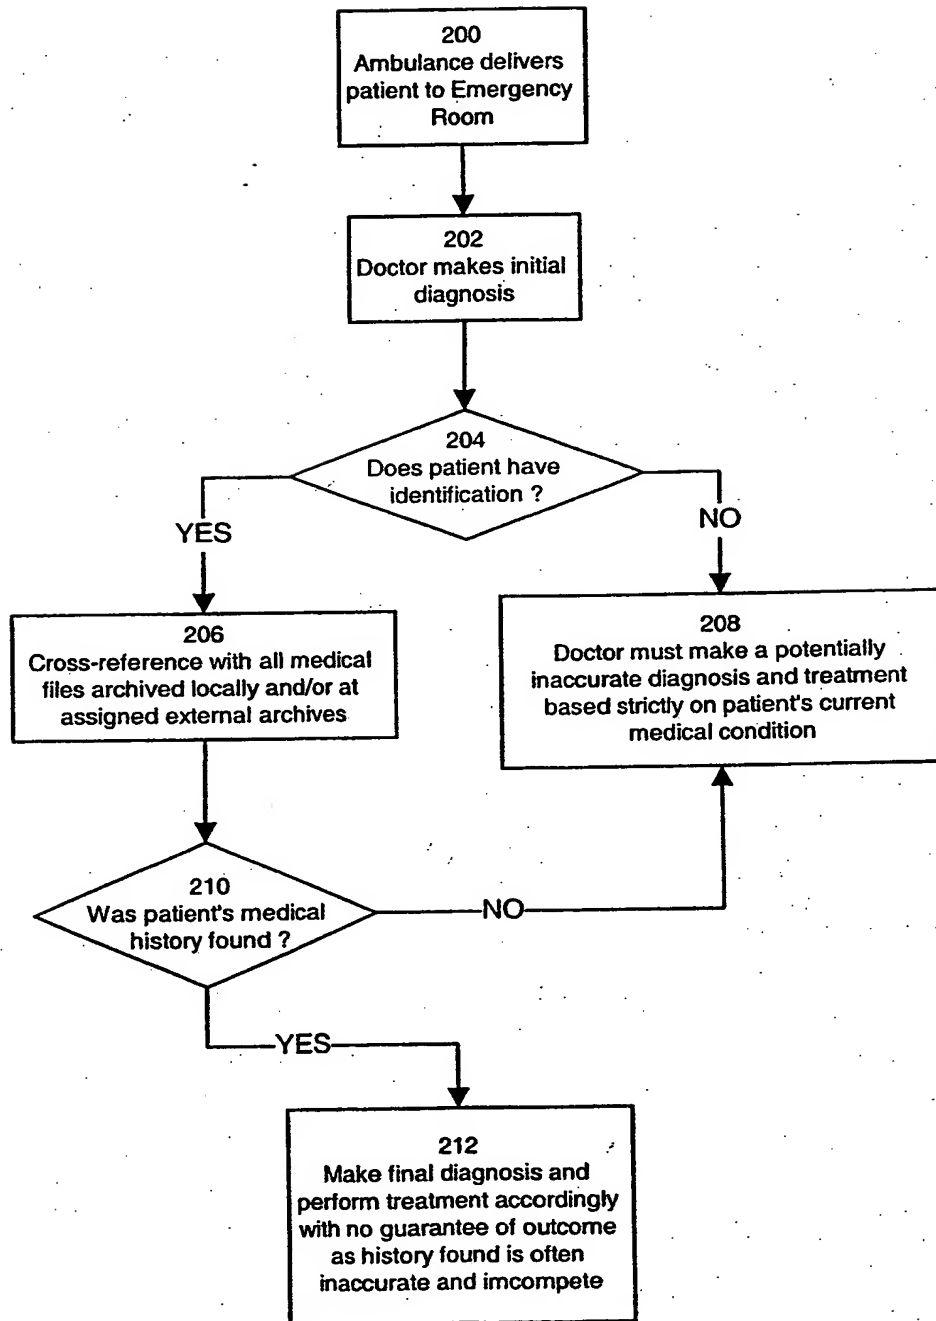 200
Ambulance delivers
patient to Emergency
Room
202
Doctor makes initial
diagnosis
204
Does patient have
identification ?
YES
NO
206
Cross-reference with all medical
files archived locally and/or at
assigned external archives
208
Doctor must make a potentially
inaccurate diagnosis and treatment
based strictly on patient's current
medical condition
210
Was patient's medical
history found ?
NO
YES
212
Make final diagnosis and
perform treatment accordingly
with no guarantee of outcome
as history found is often
inaccurate and imcompete